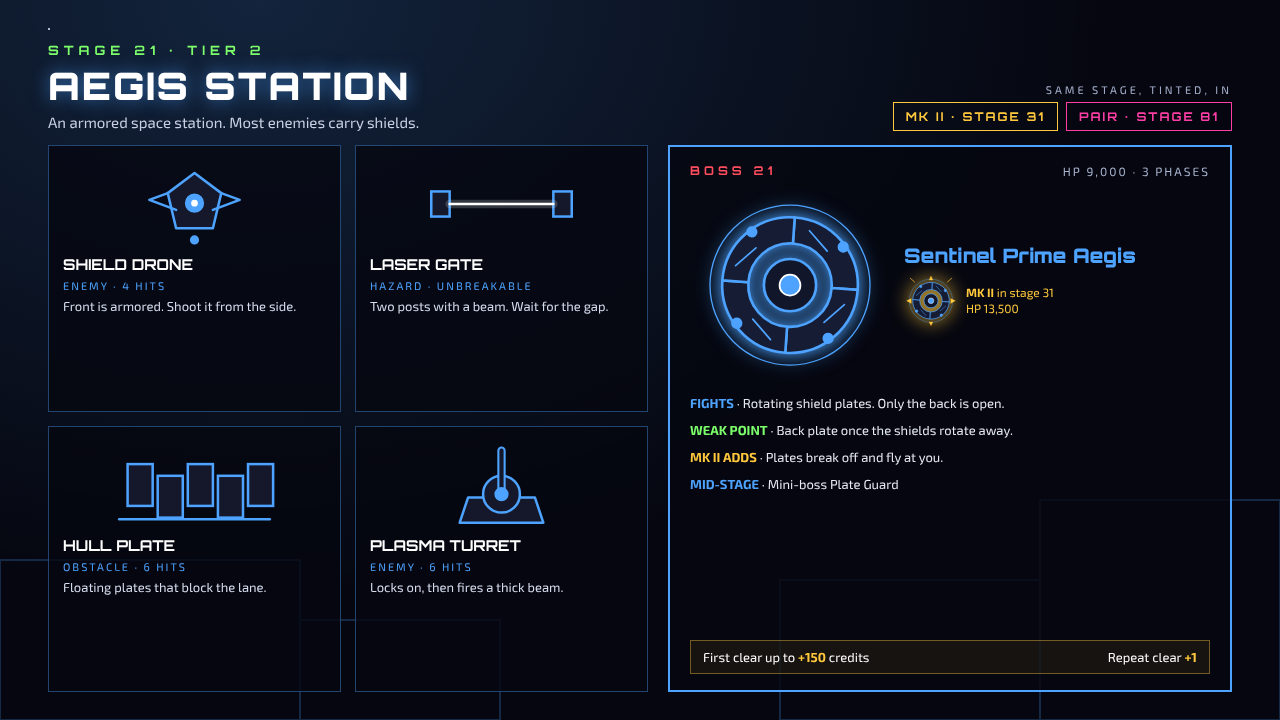 STAGE 21 · TIER 2
AEGIS STATION
An armored space station. Most enemies carry shields.
SAME STAGE, TINTED, IN
MK II · STAGE 31
PAIR · STAGE 81
SHIELD DRONE
ENEMY · 4 HITS
Front is armored. Shoot it from the side.
LASER GATE
HAZARD · UNBREAKABLE
Two posts with a beam. Wait for the gap.
HULL PLATE
OBSTACLE · 6 HITS
Floating plates that block the lane.
PLASMA TURRET
ENEMY · 6 HITS
Locks on, then fires a thick beam.
BOSS 21
HP 9,000 · 3 PHASES
Sentinel Prime Aegis
MK II in stage 31
HP 13,500
FIGHTS · Rotating shield plates. Only the back is open.
WEAK POINT · Back plate once the shields rotate away.
MK II ADDS · Plates break off and fly at you.
MID-STAGE · Mini-boss Plate Guard
First clear up to +150 credits
Repeat clear +1